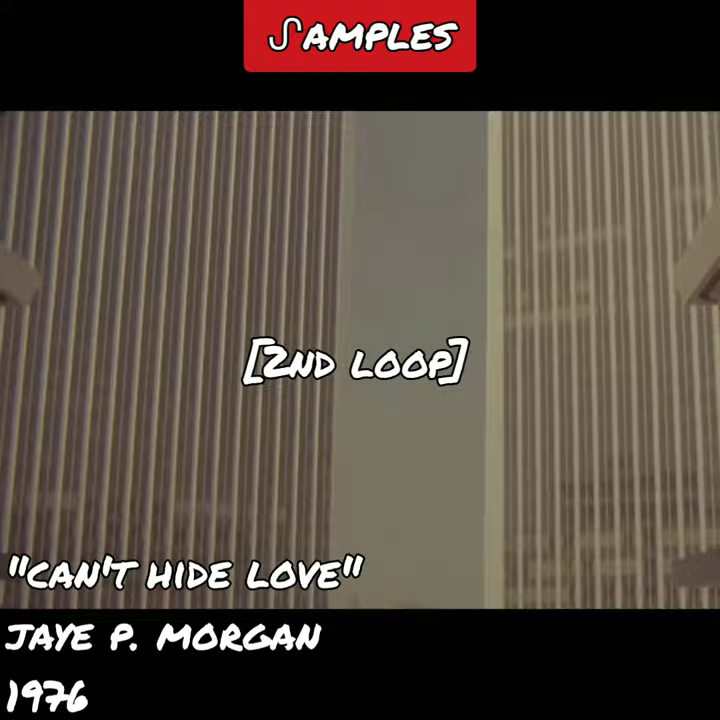 SAMPLES
[2ND LOOP]
"CAN'T HIDE LOVE"
JAYE P. MORGAN
1976